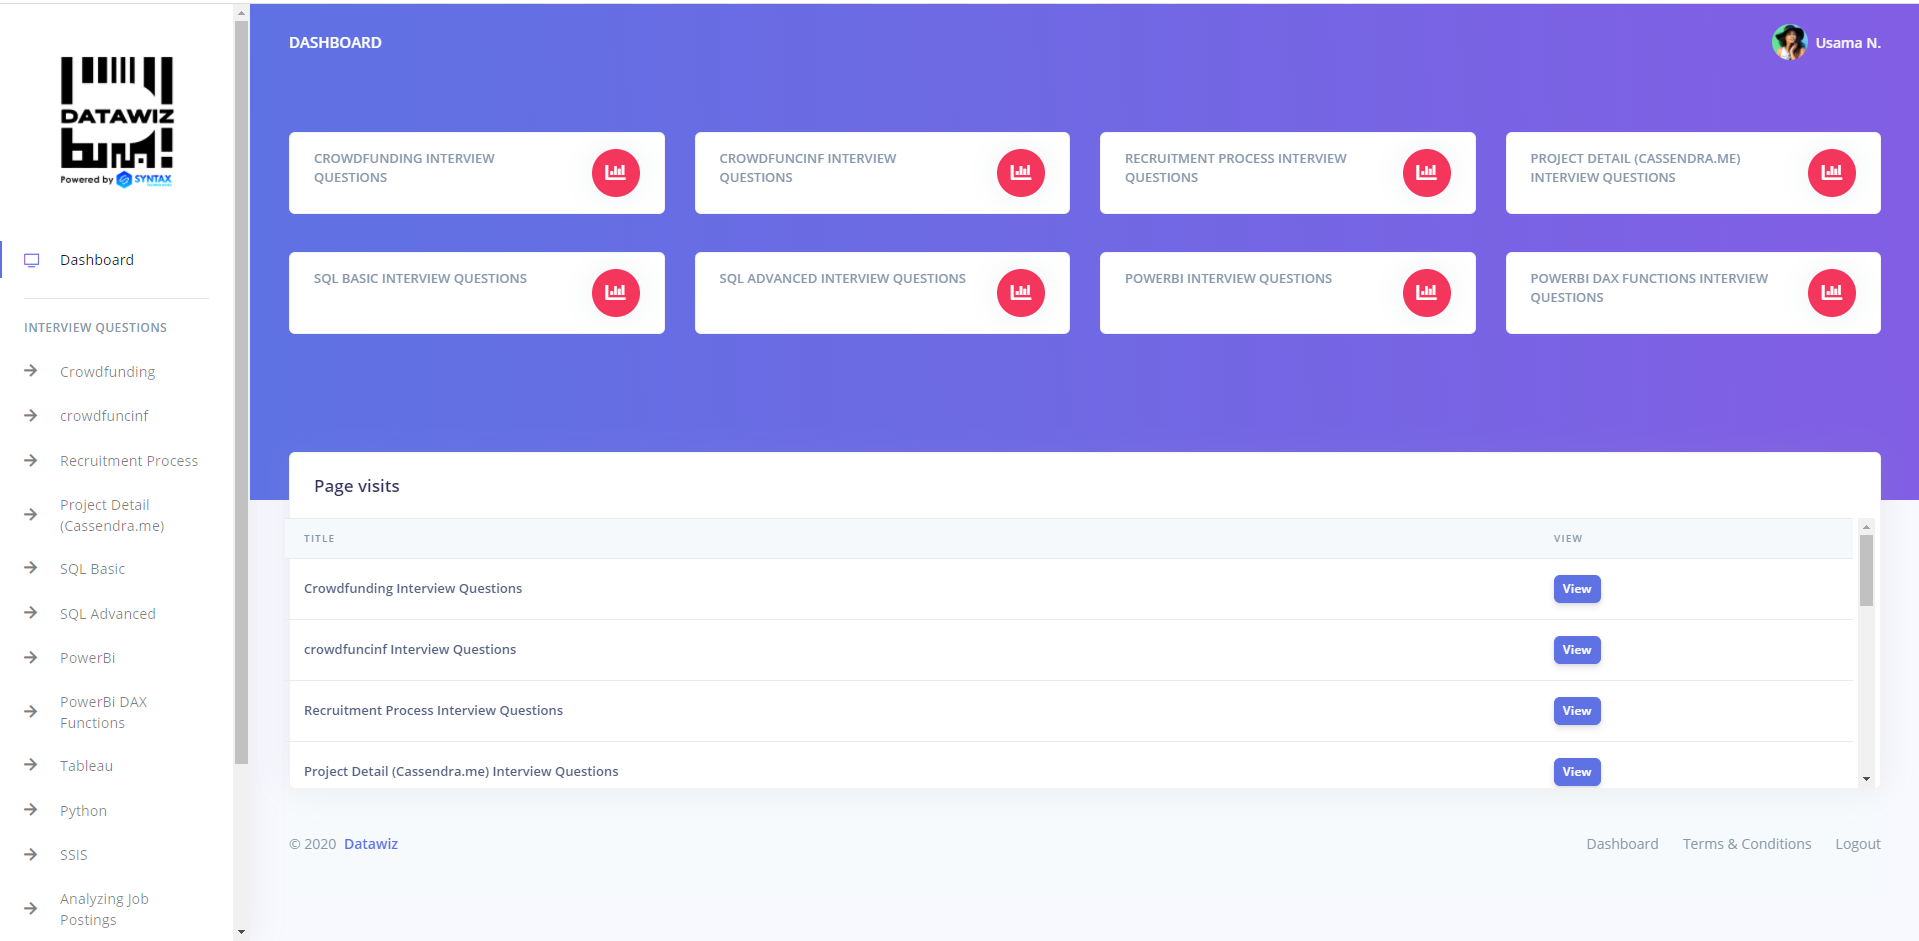 DATAWIZ
Powered by SYNTAX
Dashboard
INTERVIEW QUESTIONS
Crowdfunding
crowdfuncinf
Recruitment Process
Project Detail
(Cassendra.me)
SQL Basic
SQL Advanced
PowerBi
PowerBi DAX
Functions
Tableau
Python
SSIS
Analyzing Job
Postings
DASHBOARD
Usama N.
CROWDFUNDING INTERVIEW
QUESTIONS
CROWDFUNCINF INTERVIEW
QUESTIONS
RECRUITMENT PROCESS INTERVIEW
QUESTIONS
PROJECT DETAIL (CASSENDRA.ME)
INTERVIEW QUESTIONS
SQL BASIC INTERVIEW QUESTIONS
SQL ADVANCED INTERVIEW QUESTIONS
POWERBI INTERVIEW QUESTIONS
POWERBI DAX FUNCTIONS INTERVIEW
QUESTIONS
Page visits
TITLE VIEW
Crowdfunding Interview Questions View
crowdfuncinf Interview Questions View
Recruitment Process Interview Questions View
Project Detail (Cassendra.me) Interview Questions View
© 2020 Datawiz
Dashboard Terms & Conditions Logout